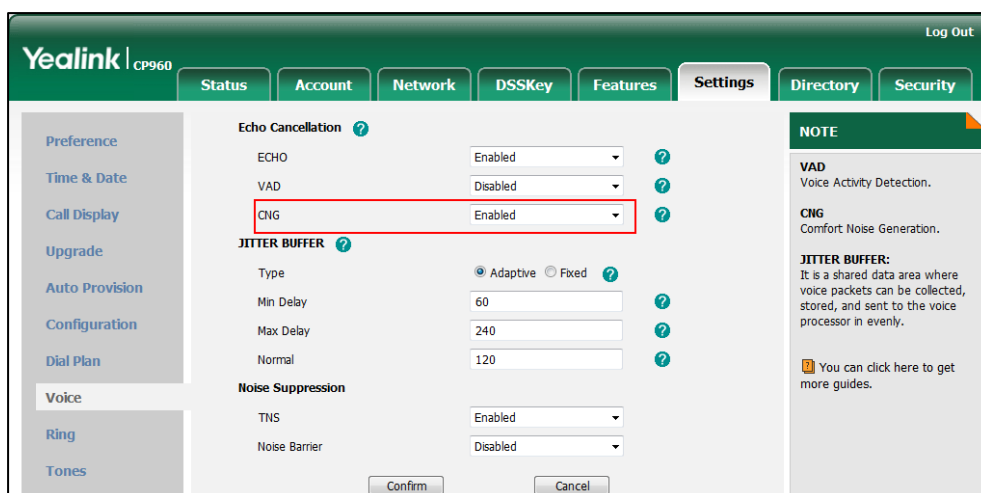 Log Out
Yealink | CP960
Status Account Network DSSKey Features Settings Directory Security
Preference
Time & Date
Call Display
Upgrade
Auto Provision
Configuration
Dial Plan
Voice
Ring
Tones
Echo Cancellation ?
ECHO Enabled ?
VAD Disabled ?
CNG Enabled ?
JITTER BUFFER ?
Type Adaptive Fixed ?
Min Delay 60 ?
Max Delay 240 ?
Normal 120 ?
Noise Suppression
TNS Enabled
Noise Barrier Disabled
Confirm Cancel
NOTE
VAD
Voice Activity Detection.
CNG
Comfort Noise Generation.
JITTER BUFFER:
It is a shared data area where
voice packets can be collected,
stored, and sent to the voice
processor in evenly.
? You can click here to get
more guides.